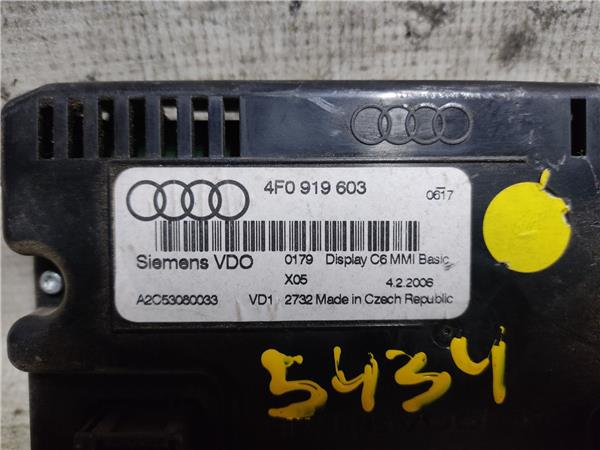 4F0 919 603
0617
Siemens VDO 0179 Display C6 MMI Basic
X05 4.2.2006
A2C53080033 VD1 2732 Made in Czech Republic
5434